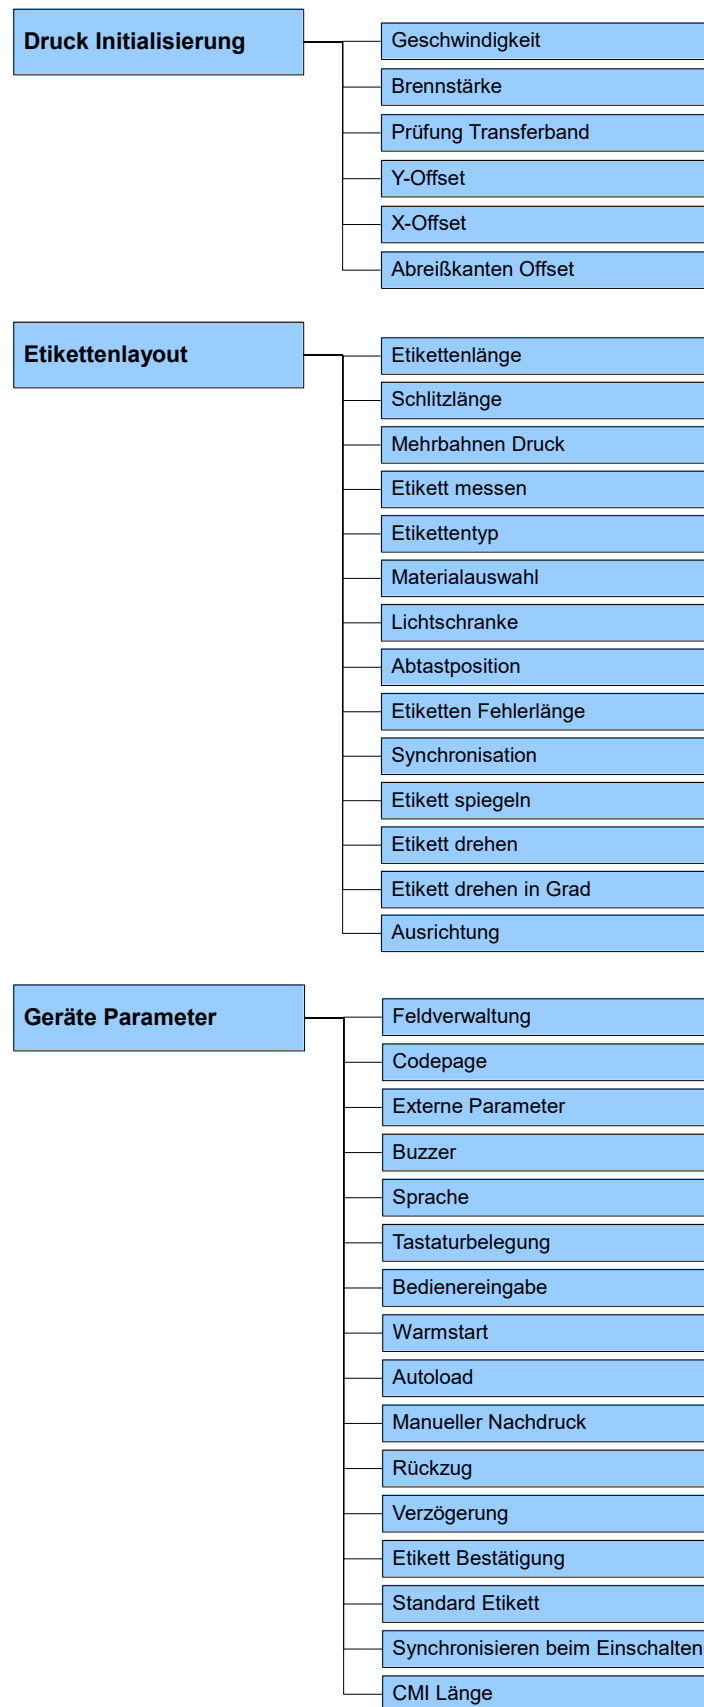 Druck Initialisierung
Geschwindigkeit
Brennstärke
Prüfung Transferband
Y-Offset
X-Offset
Abreißkanten Offset
Etikettenlayout
Etikettenlänge
Schlitzlänge
Mehrbahnen Druck
Etikett messen
Etikettentyp
Materialauswahl
Lichtschranke
Abtastposition
Etiketten Fehlerlänge
Synchronisation
Etikett spiegeln
Etikett drehen
Etikett drehen in Grad
Ausrichtung
Geräte Parameter
Feldverwaltung
Codepage
Externe Parameter
Buzzer
Sprache
Tastaturbelegung
Bedienereingabe
Warmstart
Autoload
Manueller Nachdruck
Rückzug
Verzögerung
Etikett Bestätigung
Standard Etikett
Synchronisieren beim Einschalten
CMI Länge